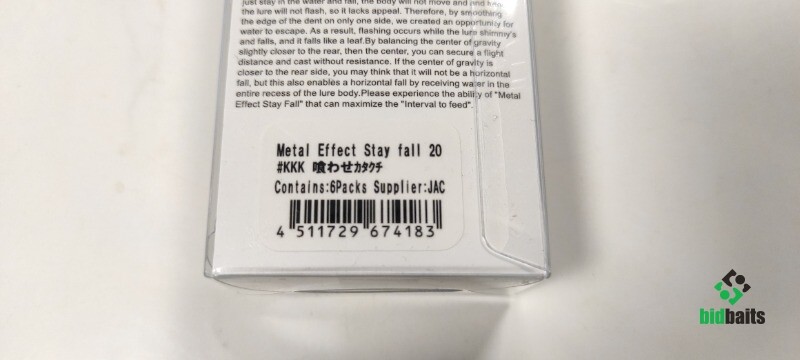 just stay in the water and fall, the body will not move and
the lure will not flash, so it lacks appeal. Therefore, by smoothing
the edge of the dent on only one side, we created an opportunity for
water to escape. As a result, flashing occurs while the lure shimmy's
and falls, and it falls like a leaf.By balancing the center of gravity
slightly closer to the rear, then the center, you can secure a flight
distance and cast without resistance. If the center of gravity is
closer to the rear side, you may think that it will not be a horizontal
fall, but this also enables a horizontal fall by receiving water in the
entire recess of the lure body.Please experience the ability of "Metal
Effect Stay Fall" that can maximize the "Interval to feed".
Metal Effect Stay fall 20
#KKK 喰わせカタクチ
Contains:6Packs Supplier:JAC
4 511729 674183
bidbaits